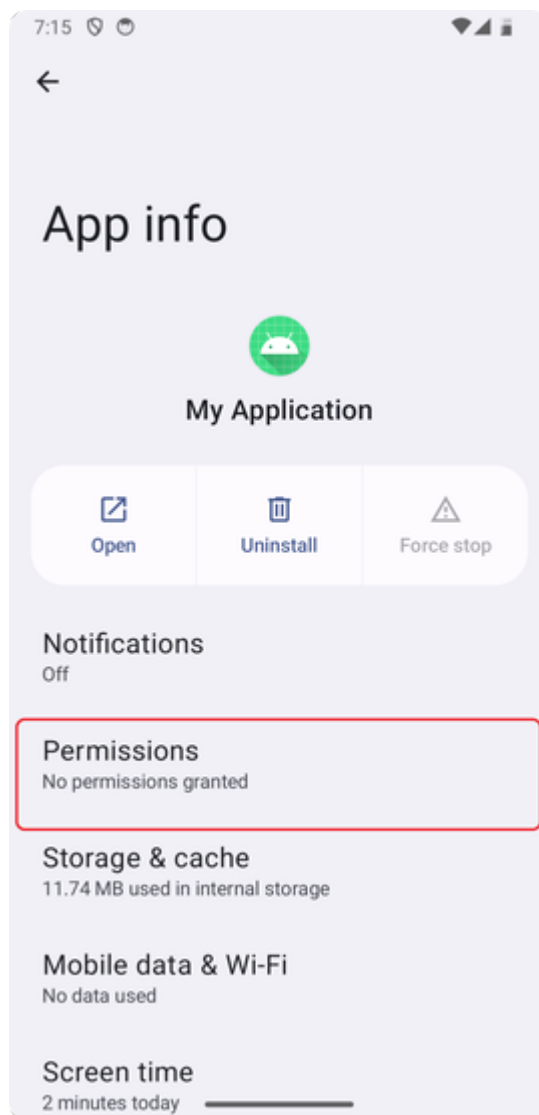 7:15
App info
My Application
Open
Uninstall
Force stop
Notifications
Off
Permissions
No permissions granted
Storage & cache
11.74 MB used in internal storage
Mobile data & Wi-Fi
No data used
Screen time
2 minutes today